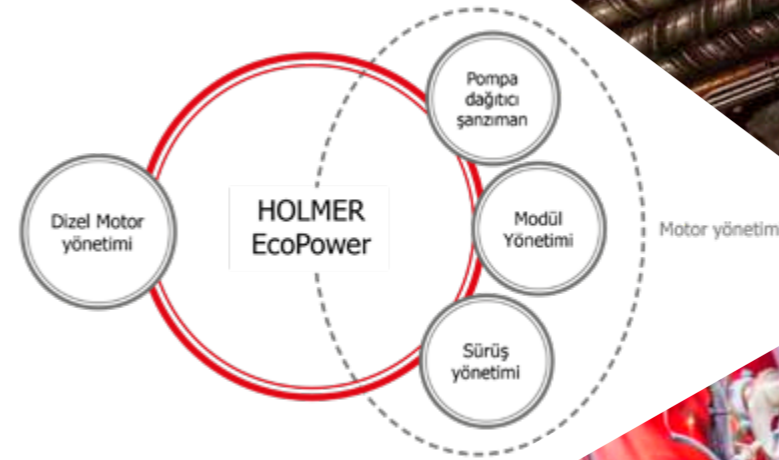 Pompa
dağıtıcı
şanzıman
Dizel Motor
yönetimi
HOLMER
EcoPower
Modül
Yönetimi
Motor yönetim
Sürüş
yönetimi